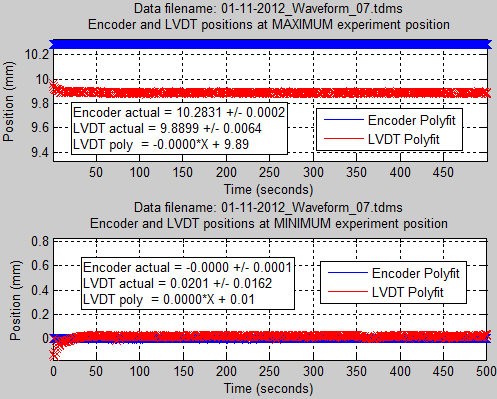 Data filename: 01-11-2012_Waveform_07.tdms
Encoder and LVDT positions at MAXIMUM experiment position
Position (mm)
10.2
10
9.8
9.6
9.4
Encoder actual = 10.2831 +/- 0.0002
LVDT actual = 9.8899 +/- 0.0064
LVDT poly = -0.0000*X + 9.89
Encoder Polyfit
LVDT Polyfit
50 100 150 200 250 300 350 400 450 500
Time (seconds)
Data filename: 01-11-2012_Waveform_07.tdms
Encoder and LVDT positions at MINIMUM experiment position
Position (mm)
0.8
0.6
0.4
0.2
0
Encoder actual = -0.0000 +/- 0.0001
LVDT actual = 0.0201 +/- 0.0162
LVDT poly = 0.0000*X + 0.01
Encoder Polyfit
LVDT Polyfit
0 50 100 150 200 250 300 350 400 450 500
Time (seconds)